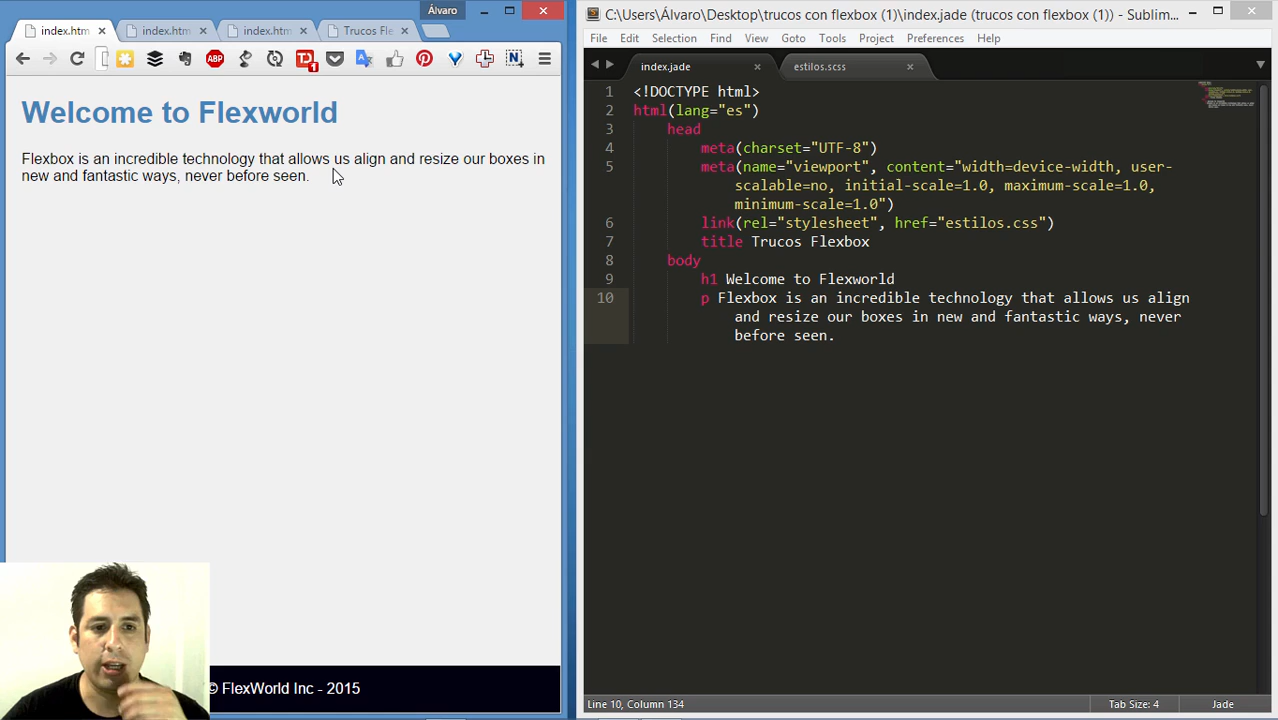 Álvaro
index.htm
index.htm
index.htm
Trucos Fle
ABP
1
N
Welcome to Flexworld
Flexbox is an incredible technology that allows us align and resize our boxes in
new and fantastic ways, never before seen.
© FlexWorld Inc - 2015
C:\Users\Álvaro\Desktop\trucos con flexbox (1)\index.jade (trucos con flexbox (1)) - Sublim...
File Edit Selection Find View Goto Tools Project Preferences Help
index.jade
estilos.scss
1 <!DOCTYPE html>
2 html(lang="es")
3 head
4 meta(charset="UTF-8")
5 meta(name="viewport", content="width=device-width, user-
scalable=no, initial-scale=1.0, maximum-scale=1.0,
minimum-scale=1.0")
6 link(rel="stylesheet", href="estilos.css")
7 title Trucos Flexbox
8 body
9 h1 Welcome to Flexworld
10 p Flexbox is an incredible technology that allows us align
and resize our boxes in new and fantastic ways, never
before seen.
Line 10, Column 134
Tab Size: 4
Jade